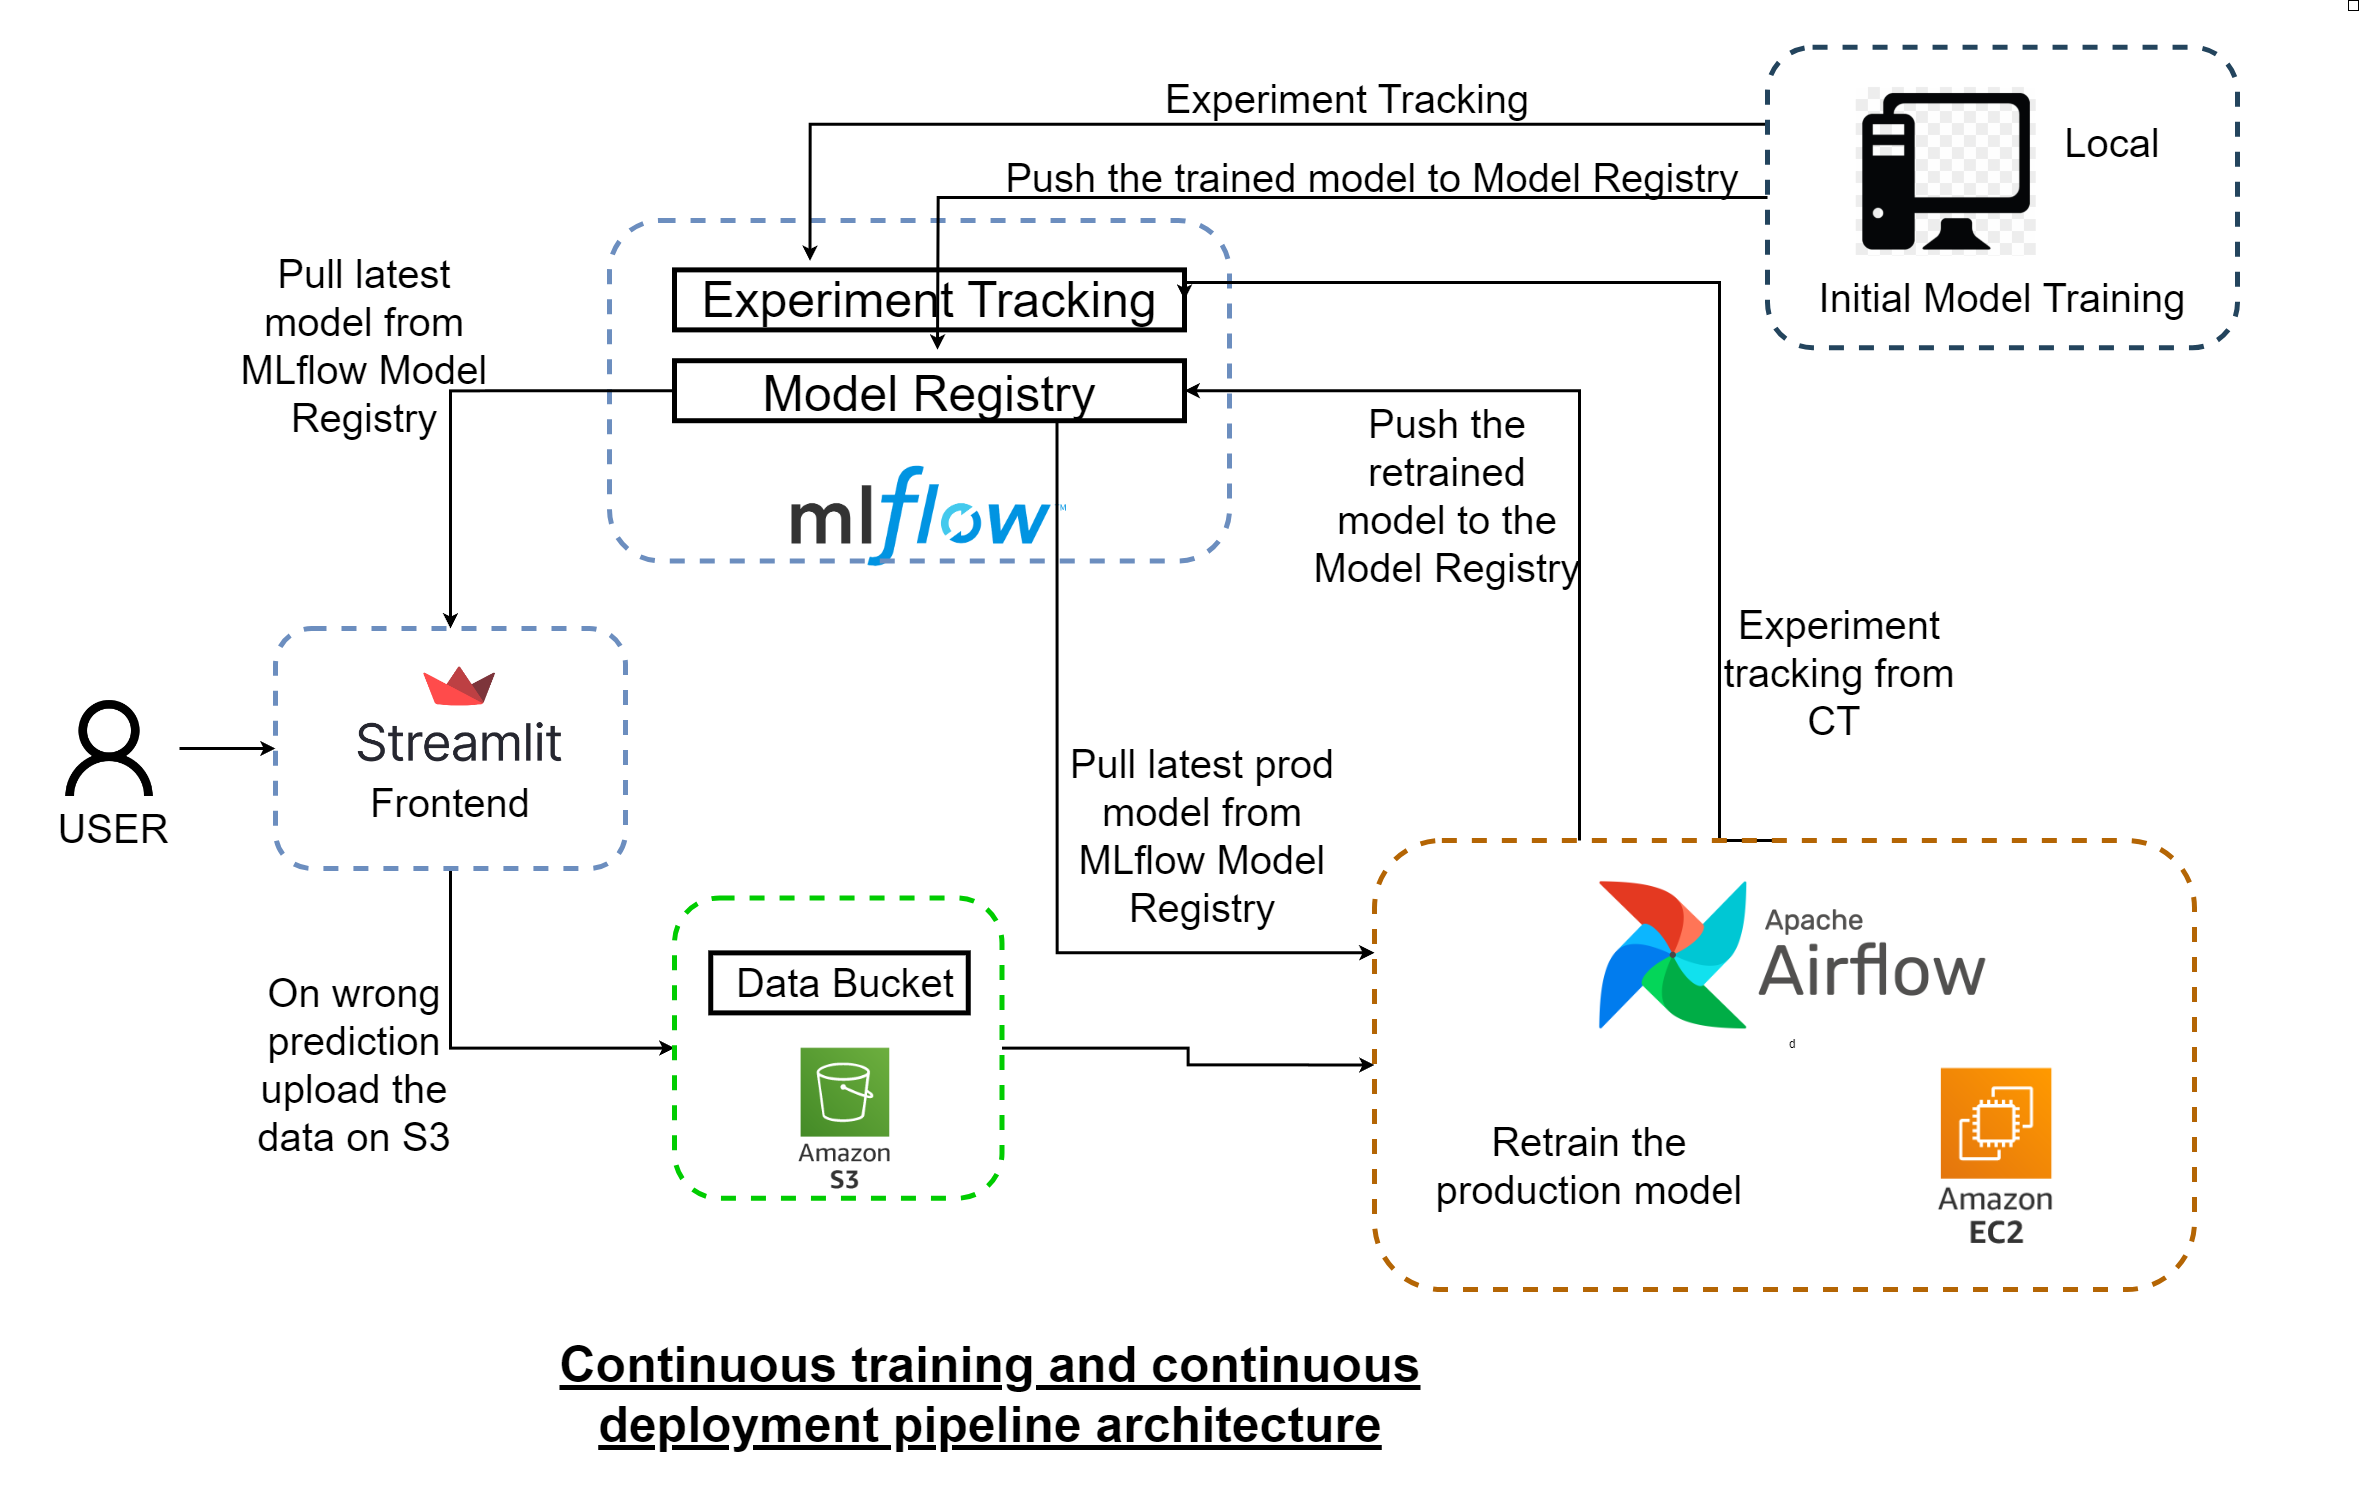 Experiment Tracking
Local
Push the trained model to Model Registry
Initial Model Training
Pull latest
model from
MLflow Model
Registry
Experiment Tracking
Model Registry
mlflow
TM
Push the
retrained
model to the
Model Registry
Experiment
tracking from
CT
Streamlit
Frontend
USER
Pull latest prod
model from
MLflow Model
Registry
On wrong
prediction
upload the
data on S3
Data Bucket
Amazon
S3
Apache
Airflow
d
Retrain the
production model
Amazon
EC2
Continuous training and continuous
deployment pipeline architecture